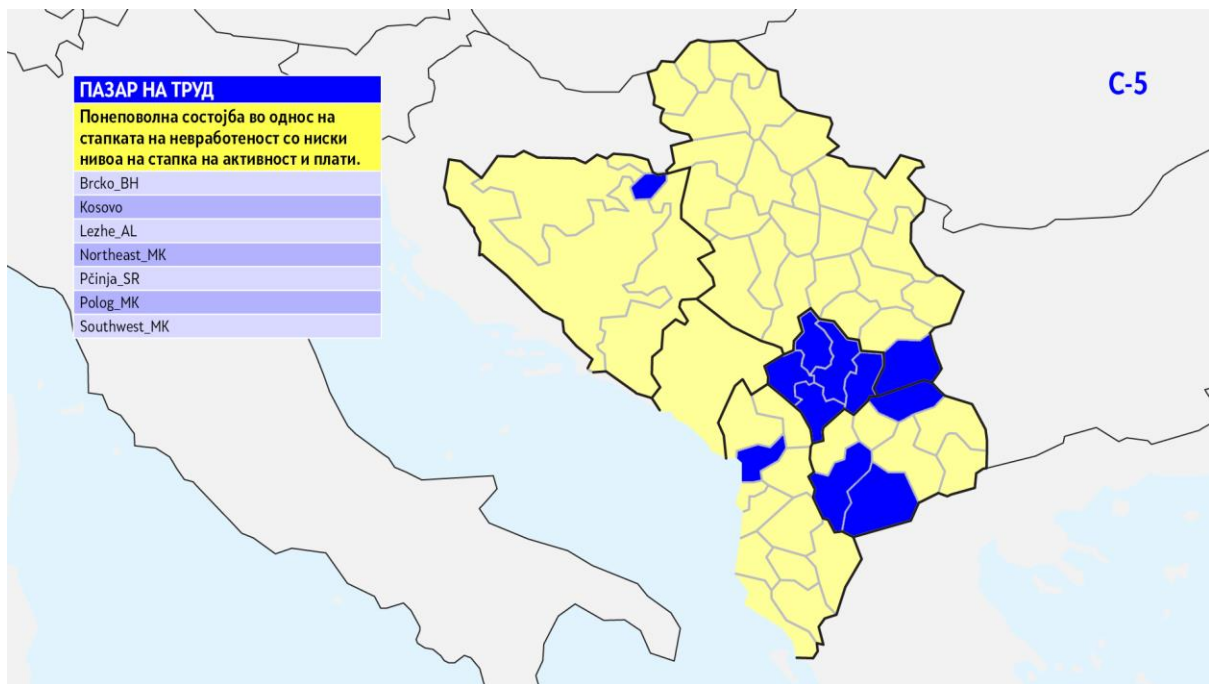 ПАЗАР НА ТРУД
Понеповолна состојба во однос на
стапката на невработеност со ниски
нивоа на стапка на активност и плати.
Brcko_BH
Kosovo
Lezhe_AL
Northeast_MK
Pčinja_SR
Polog_MK
Southwest_MK
C-5